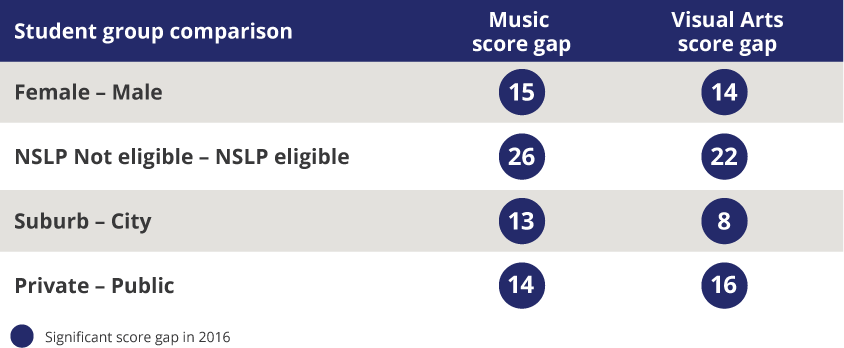 Student group comparison
Music
score gap
Visual Arts
score gap
Female – Male 15 14
NSLP Not eligible – NSLP eligible 26 22
Suburb – City 13 8
Private – Public 14 16
Significant score gap in 2016